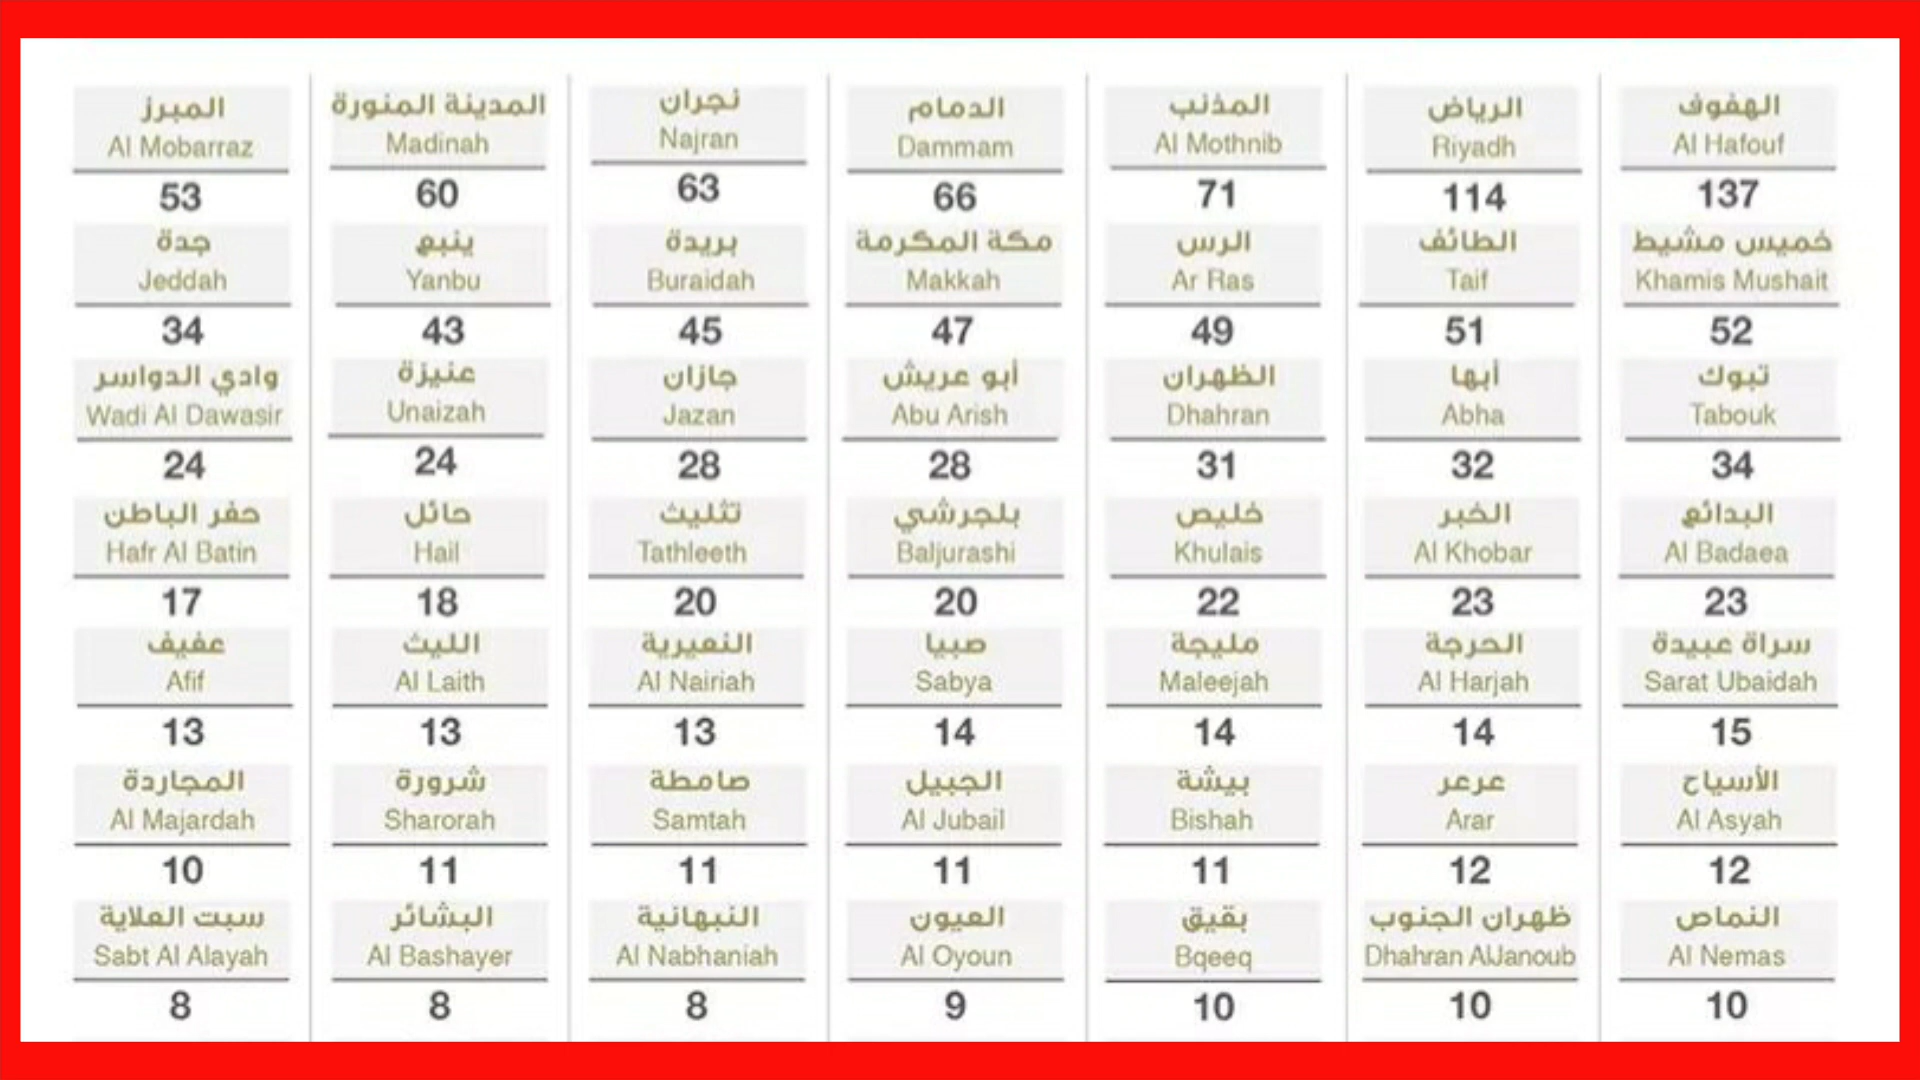 الهفوف
Al Hafouf
137
الرياض
Riyadh
114
المذنب
Al Mothnib
71
الدمام
Dammam
66
نجران
Najran
63
المدينة المنورة
Madinah
60
المبرز
Al Mobarraz
53
خميس مشيط
Khamis Mushait
52
الطائف
Taif
51
الرس
Ar Ras
49
مكة المكرمة
Makkah
47
بريدة
Buraidah
45
ينبع
Yanbu
43
جدة
Jeddah
34
تبوك
Tabouk
34
أبها
Abha
32
الظهران
Dhahran
31
أبو عريش
Abu Arish
28
جازان
Jazan
28
عنيزة
Unaizah
24
وادي الدواسر
Wadi Al Dawasir
24
البدائع
Al Badaea
23
الخبر
Al Khobar
23
خليص
Khulais
22
بلجرشي
Baljurashi
20
تثليث
Tathleeth
20
حائل
Hail
18
حفر الباطن
Hafr Al Batin
17
سراة عبيدة
Sarat Ubaidah
15
الحرجة
Al Harjah
14
مليجة
Maleejah
14
صبيا
Sabya
14
النعيرية
Al Nairiah
13
الليث
Al Laith
13
عفيف
Afif
13
الأسياح
Al Asyah
12
عرعر
Arar
12
بيشة
Bishah
11
الجبيل
Al Jubail
11
صامطة
Samtah
11
شرورة
Sharorah
11
المجاردة
Al Majardah
10
النماص
Al Nemas
10
ظهران الجنوب
Dhahran AlJanoub
10
بقيق
Bqeeq
10
العيون
Al Oyoun
9
النبهانية
Al Nabhaniah
8
البشائر
Al Bashayer
8
سبت العلاية
Sabt Al Alayah
8